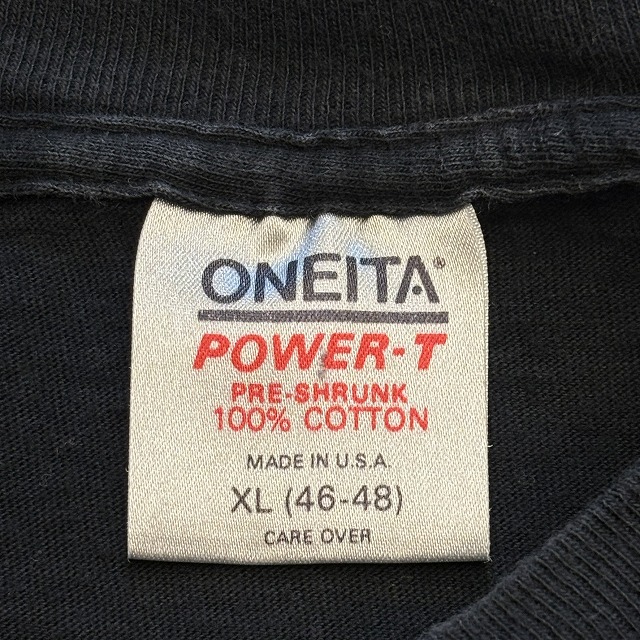 ONEITA®
POWER-T
PRE-SHRUNK
100% COTTON
MADE IN U.S.A.
XL (46-48)
CARE OVER